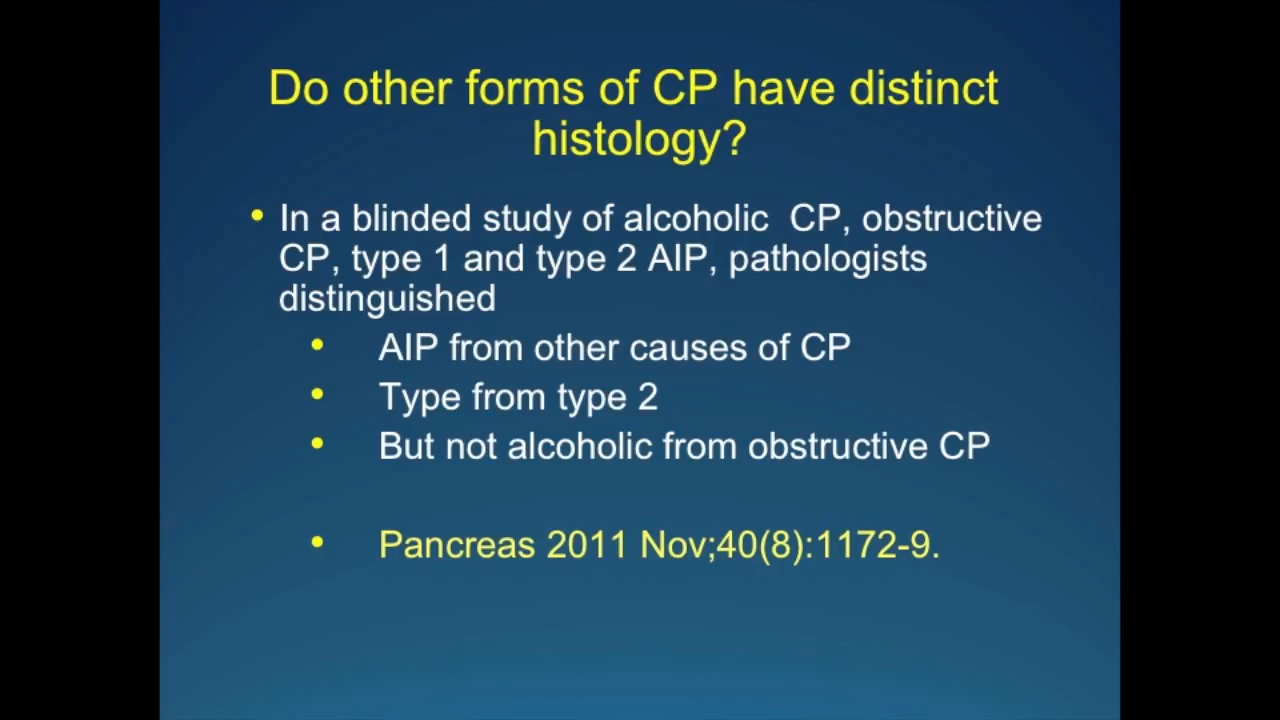 Do other forms of CP have distinct
histology?
• In a blinded study of alcoholic  CP, obstructive
CP, type 1 and type 2 AIP, pathologists
distinguished
• AIP from other causes of CP
• Type from type 2
• But not alcoholic from obstructive CP
• Pancreas 2011 Nov;40(8):1172-9.